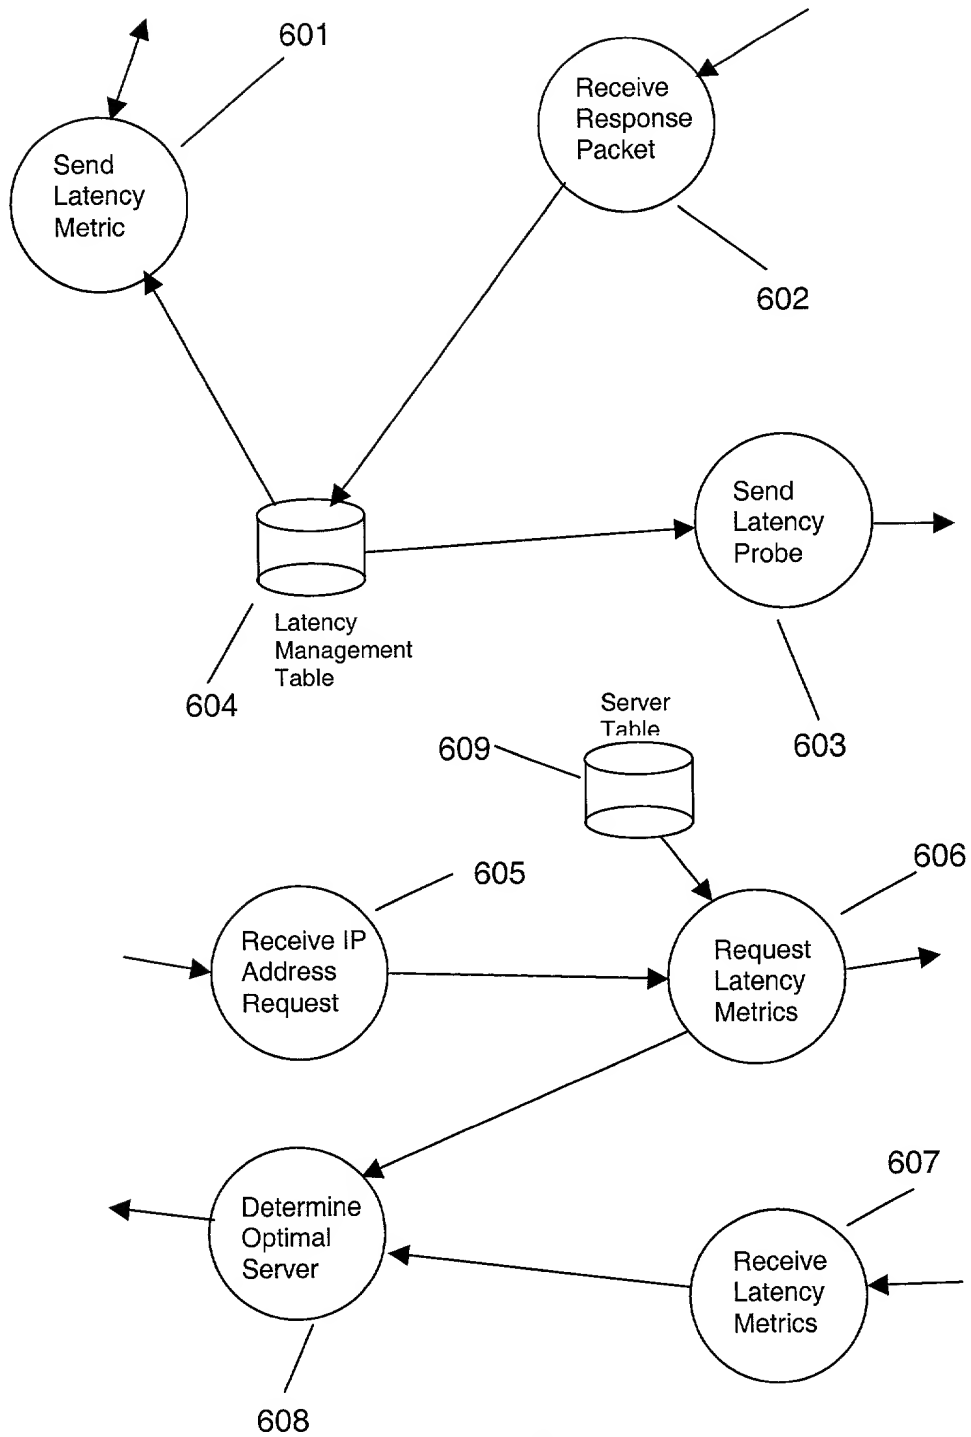 601
Send
Latency
Metric
Receive
Response
Packet
602
Send
Latency
Probe
603
Latency
Management
Table
604
Server
Table
609
605
Receive IP
Address
Request
606
Request
Latency
Metrics
Determine
Optimal
Server
608
607
Receive
Latency
Metrics